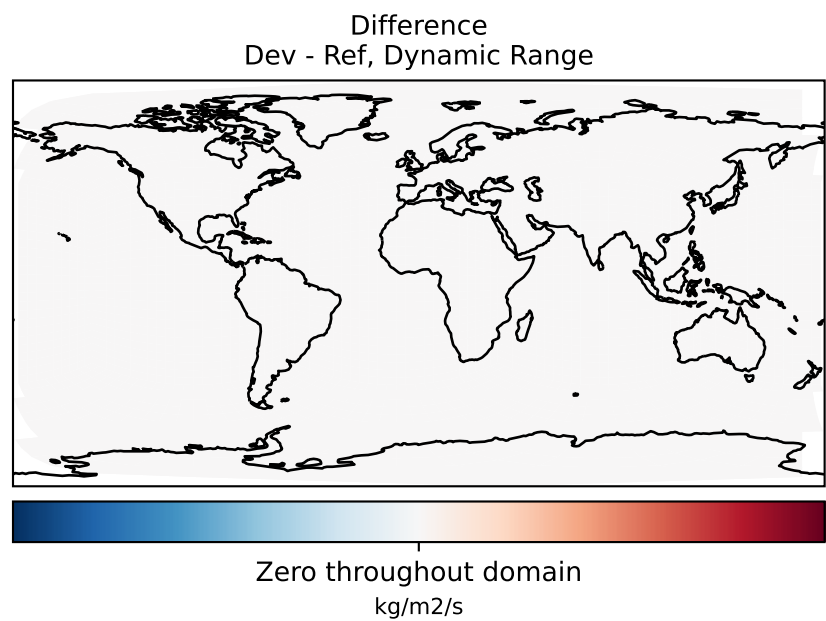 Difference
Dev - Ref, Dynamic Range
Zero throughout domain
kg/m2/s